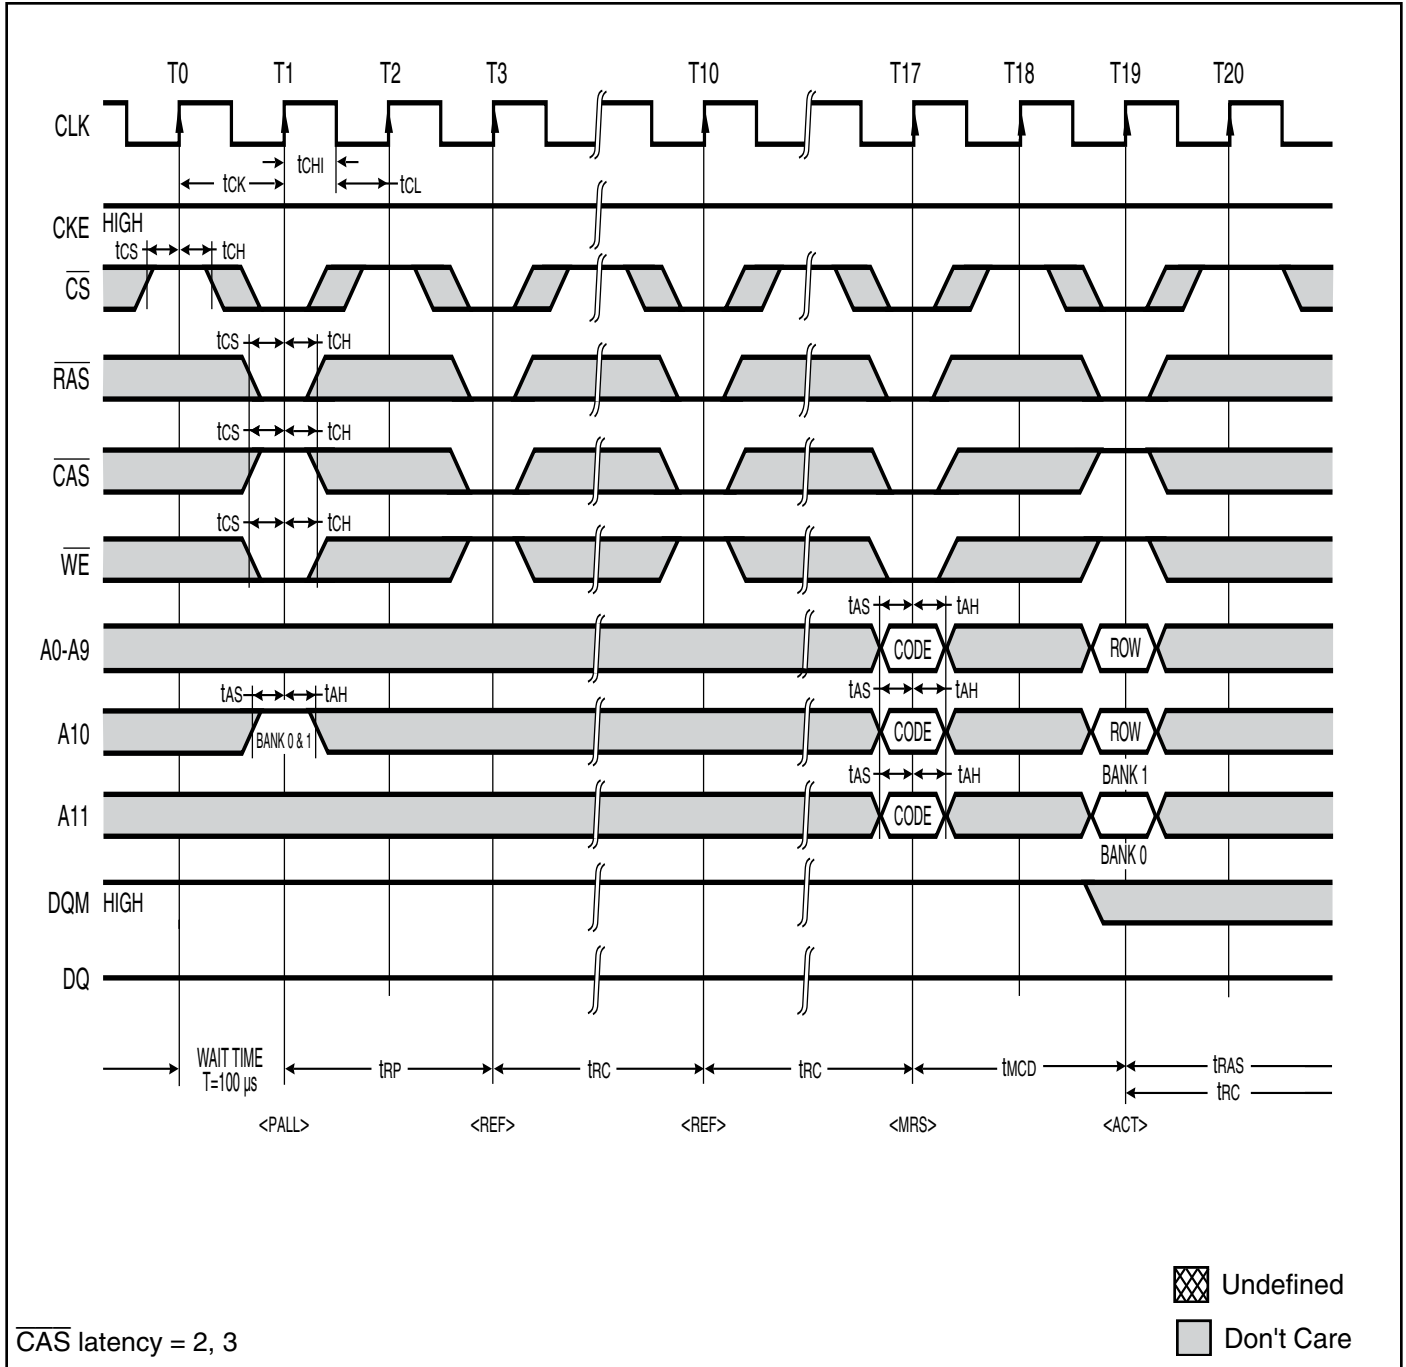 T0 T1 T2 T3 T10 T17 T18 T19 T20
CLK
tCHI
tCK tCL
CKE HIGH
tCS tCH
CS
tCS tCH
RAS
tCS tCH
CAS
tCS tCH
WE
tAS tAH
A0-A9 CODE ROW
tAS tAH tAS tAH
A10 BANK 0 & 1 CODE ROW
tAS tAH BANK 1
A11 CODE
BANK 0
DQM HIGH
DQ
WAIT TIME
T=100 µs
tRP tRC tRC tMCD tRAS
tRC
<PALL> <REF> <REF> <MRS> <ACT>
Undefined
Don't Care
CAS latency = 2, 3